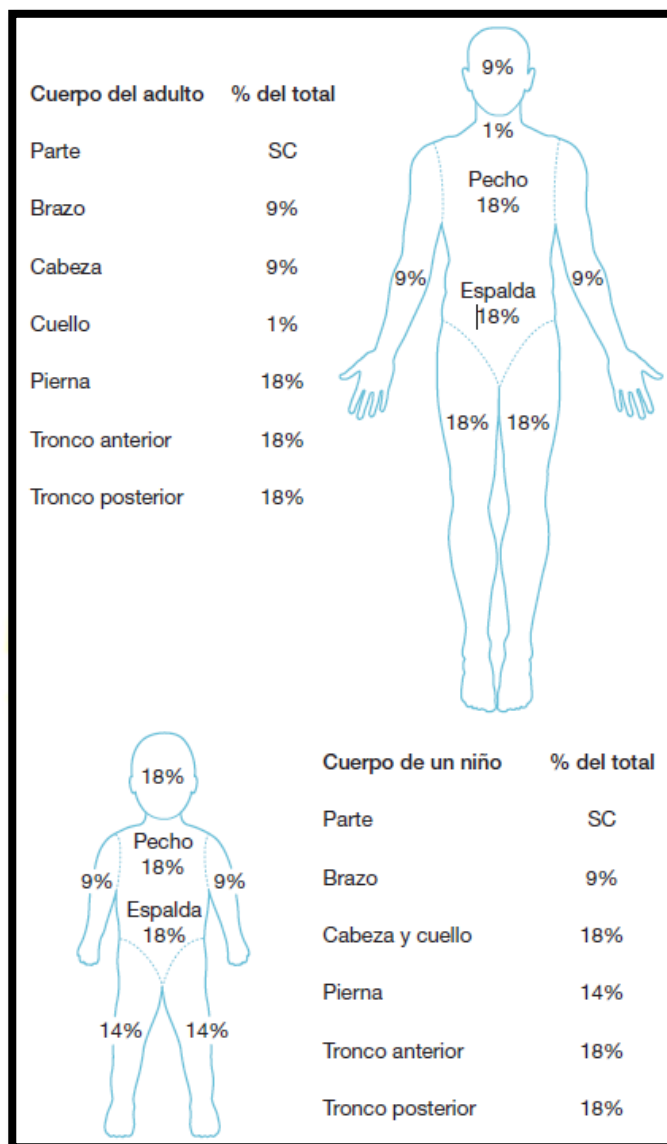 Cuerpo del adulto % del total
Parte SC
Brazo 9%
Cabeza 9%
Cuello 1%
Pierna 18%
Tronco anterior 18%
Tronco posterior 18%
9%
1%
Pecho
18%
9% 9%
Espalda
18%
18% 18%
18%
Pecho
18%
9% 9%
Espalda
18%
14% 14%
Cuerpo de un niño % del total
Parte SC
Brazo 9%
Cabeza y cuello 18%
Pierna 14%
Tronco anterior 18%
Tronco posterior 18%